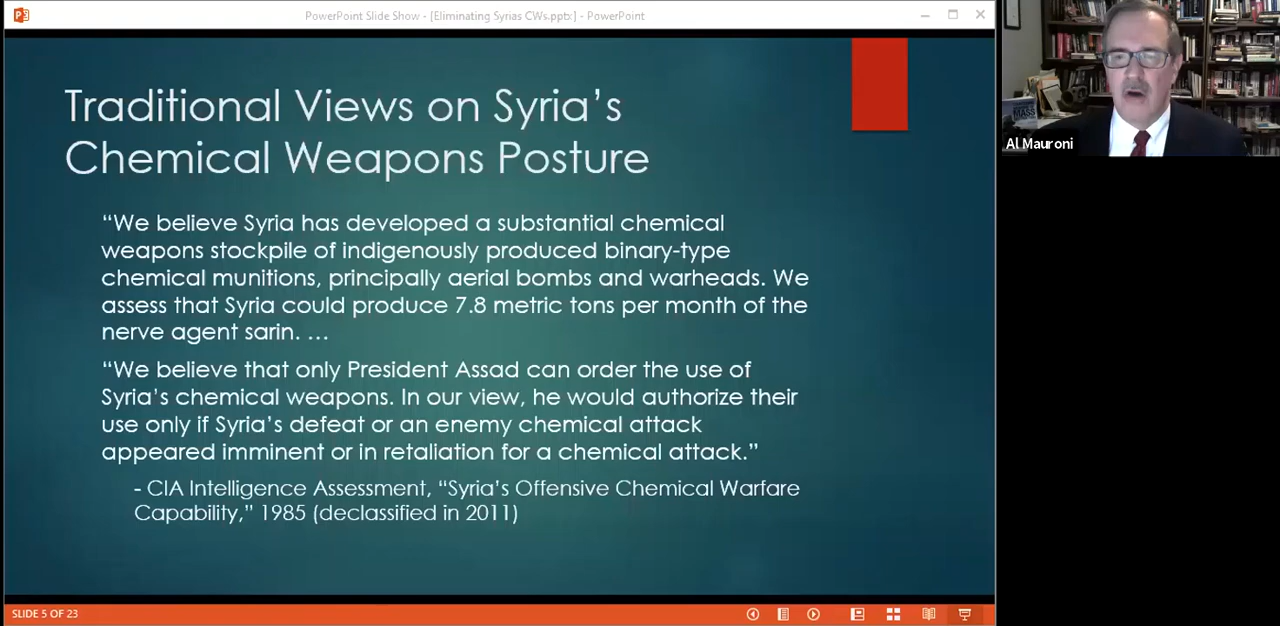 PowerPoint Slide Show - [Eliminating Syrias CWs.pptx] - PowerPoint
Traditional Views on Syria's
Chemical Weapons Posture
"We believe Syria has developed a substantial chemical
weapons stockpile of indigenously produced binary-type
chemical munitions, principally aerial bombs and warheads. We
assess that Syria could produce 7.8 metric tons per month of the
nerve agent sarin. …
"We believe that only President Assad can order the use of
Syria's chemical weapons. In our view, he would authorize their
use only if Syria's defeat or an enemy chemical attack
appeared imminent or in retaliation for a chemical attack."
- CIA Intelligence Assessment, "Syria's Offensive Chemical Warfare
Capability," 1985 (declassified in 2011)
SLIDE 5 OF 23
MASS
Al Mauroni